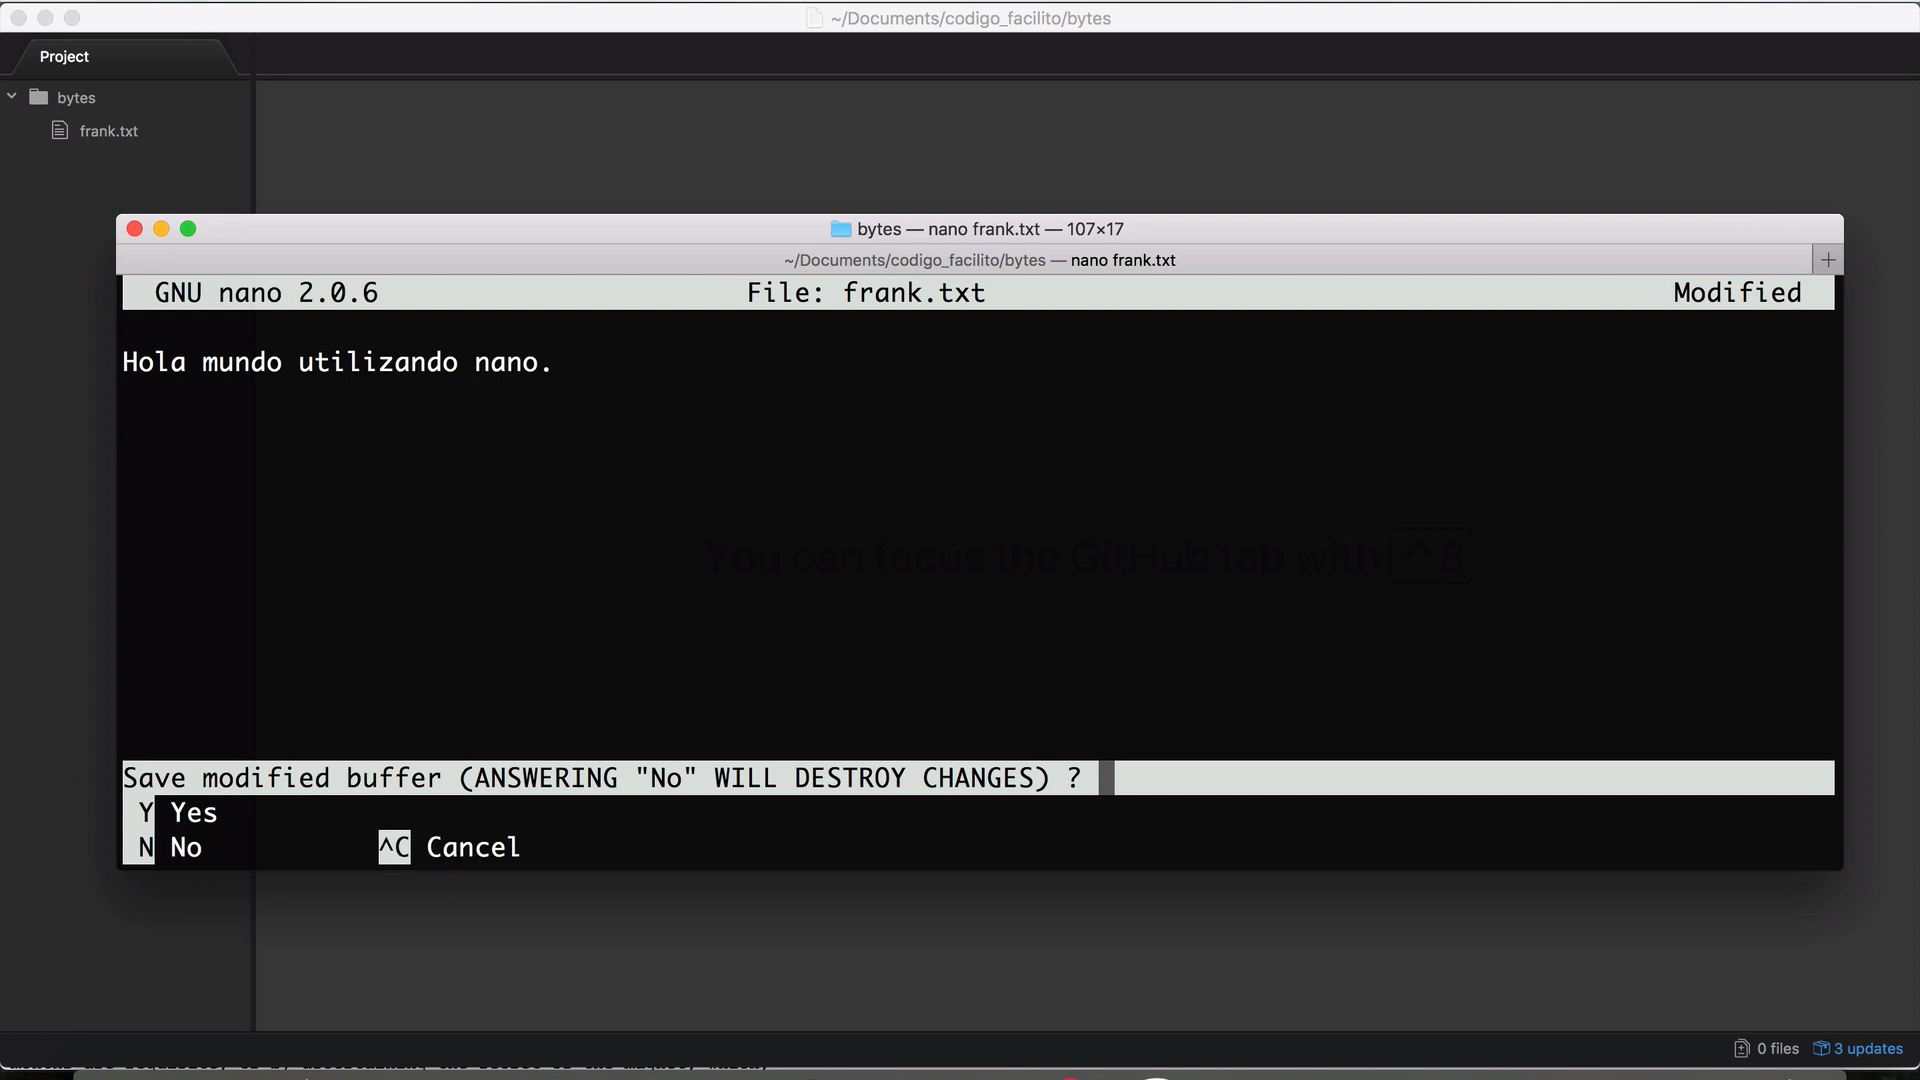 ~/Documents/codigo_facilito/bytes
Project
bytes
frank.txt
bytes — nano frank.txt — 107×17
~/Documents/codigo_facilito/bytes — nano frank.txt
GNU nano 2.0.6 File: frank.txt Modified
Hola mundo utilizando nano.
You can focus the GitHub tab with ^8
Save modified buffer (ANSWERING "No" WILL DESTROY CHANGES) ?
Y Yes
N No ^C Cancel
0 files 3 updates